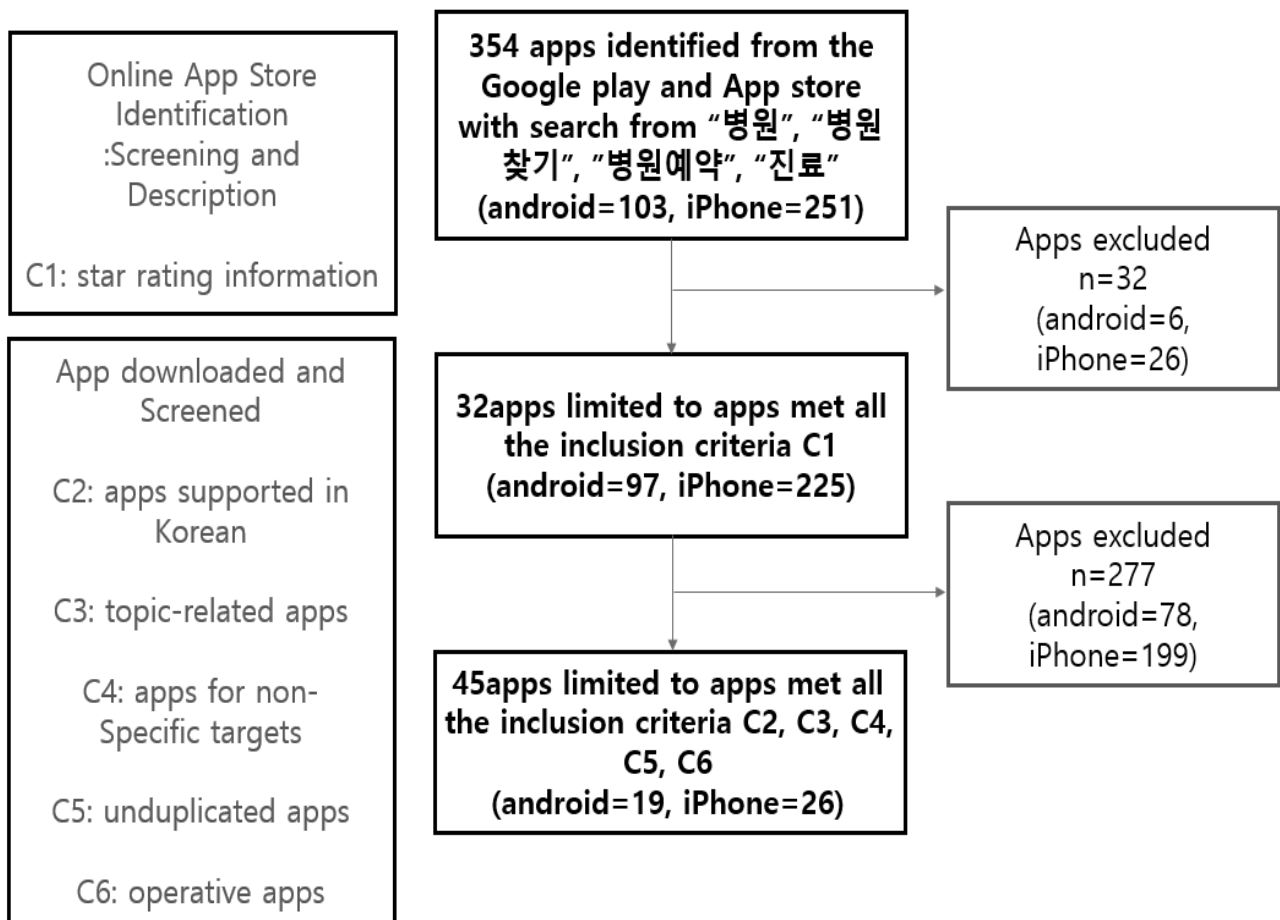 Online App Store
Identification
:Screening and
Description
C1: star rating information
354 apps identified from the
Google play and App store
with search from “병원”, “병원
찾기”, ”병원예약”, “진료”
(android=103, iPhone=251)
Apps excluded
n=32
(android=6,
iPhone=26)
App downloaded and
Screened
C2: apps supported in
Korean
C3: topic-related apps
C4: apps for non-
Specific targets
C5: unduplicated apps
C6: operative apps
32apps limited to apps met all
the inclusion criteria C1
(android=97, iPhone=225)
Apps excluded
n=277
(android=78,
iPhone=199)
45apps limited to apps met all
the inclusion criteria C2, C3, C4,
C5, C6
(android=19, iPhone=26)